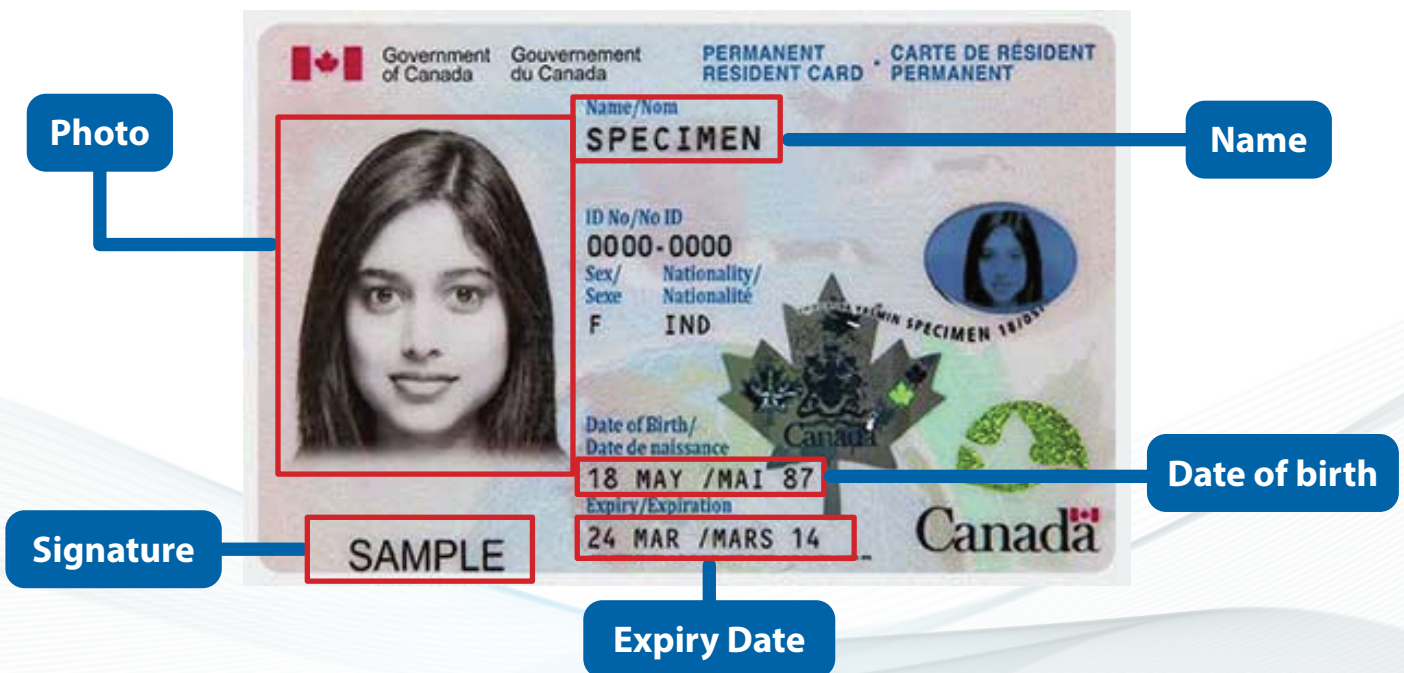 Government Gouvernement
of Canada du Canada
PERMANENT . CARTE DE RÉSIDENT
RESIDENT CARD PERMANENT
Photo
Name/Nom
SPECIMEN
Name
ID No/No ID
0000-0000
Sex/ Nationality/
Sexe Nationalité
F IND
SPECIMEN
Date of Birth/
Date de naissance
Canada
18 MAY /MAI 87
Date of birth
Expiry/Expiration
24 MAR /MARS 14
Canada
Signature
SAMPLE
Expiry Date